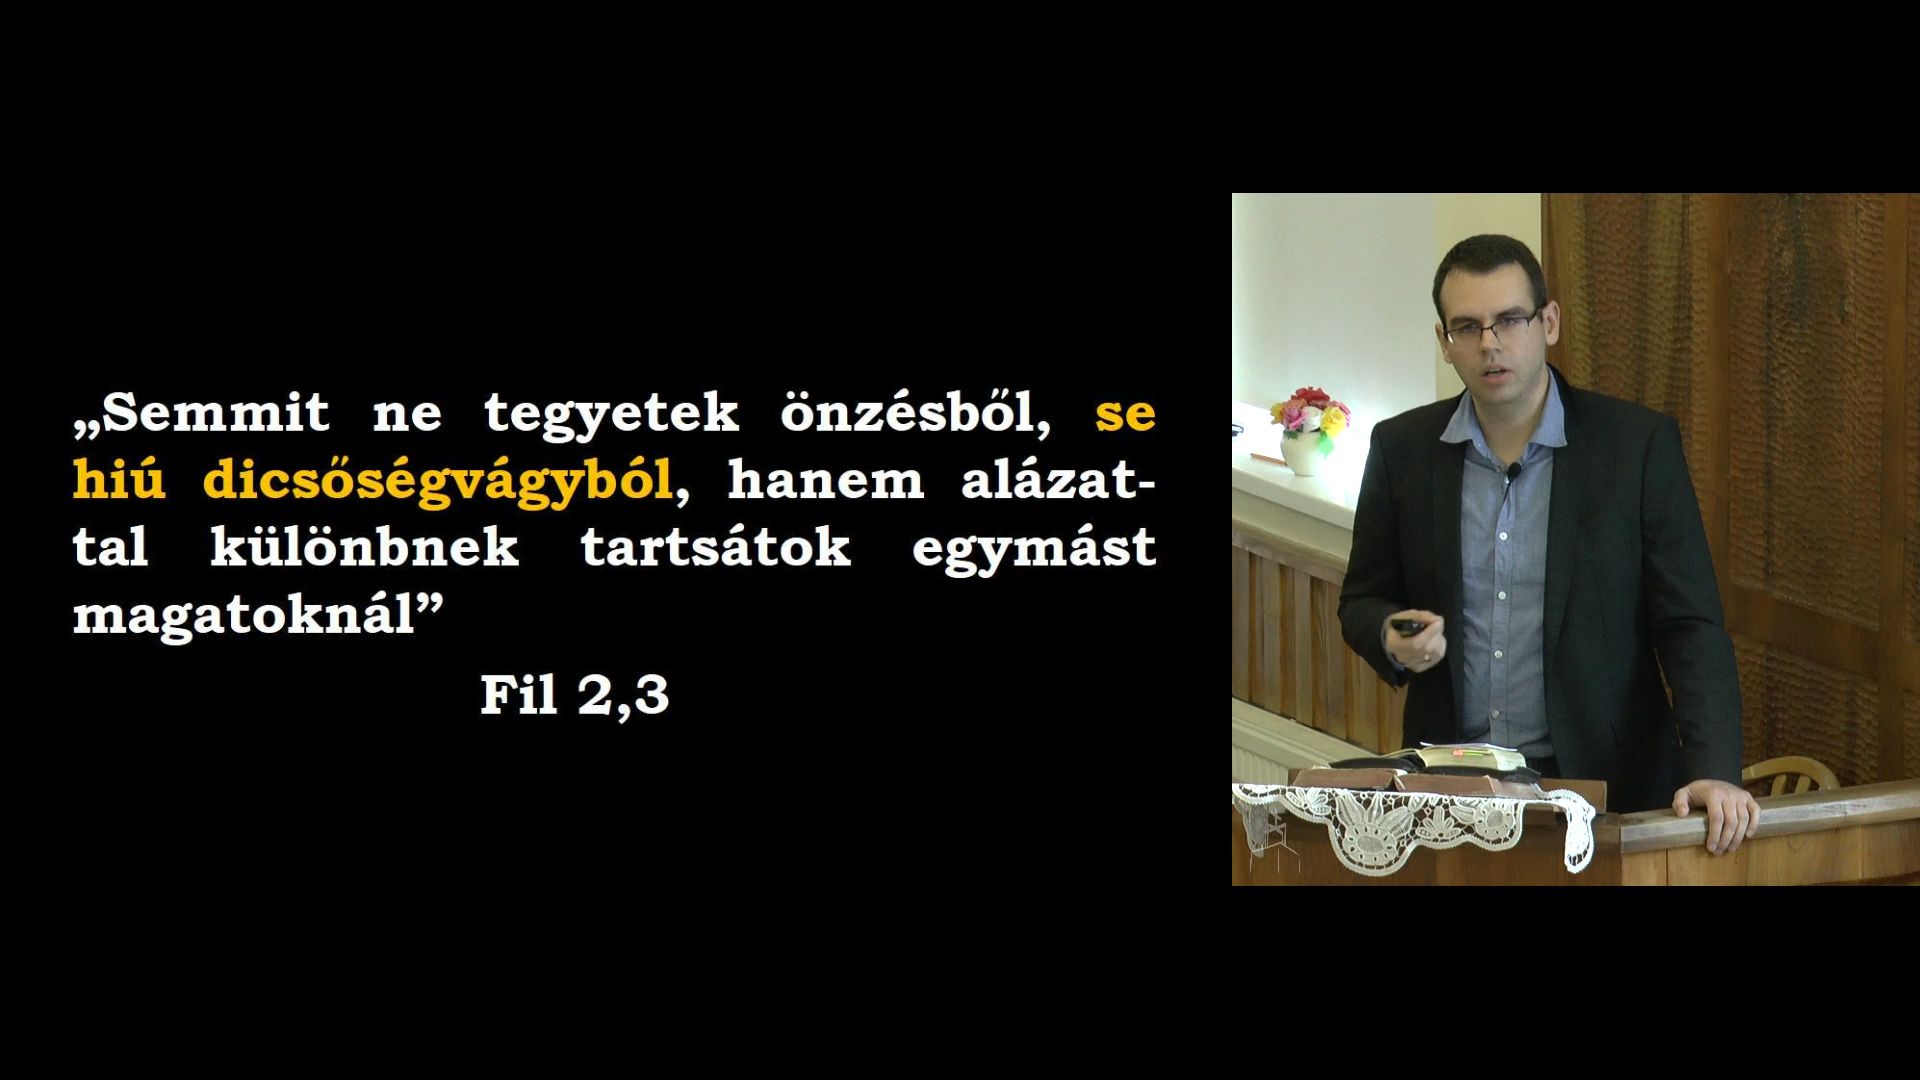 „Semmit ne tegyetek önzésből, se
hiú dicsőségvágyból, hanem alázat-
tal különbnek tartsátok egymást
magatoknál”
Fil 2,3